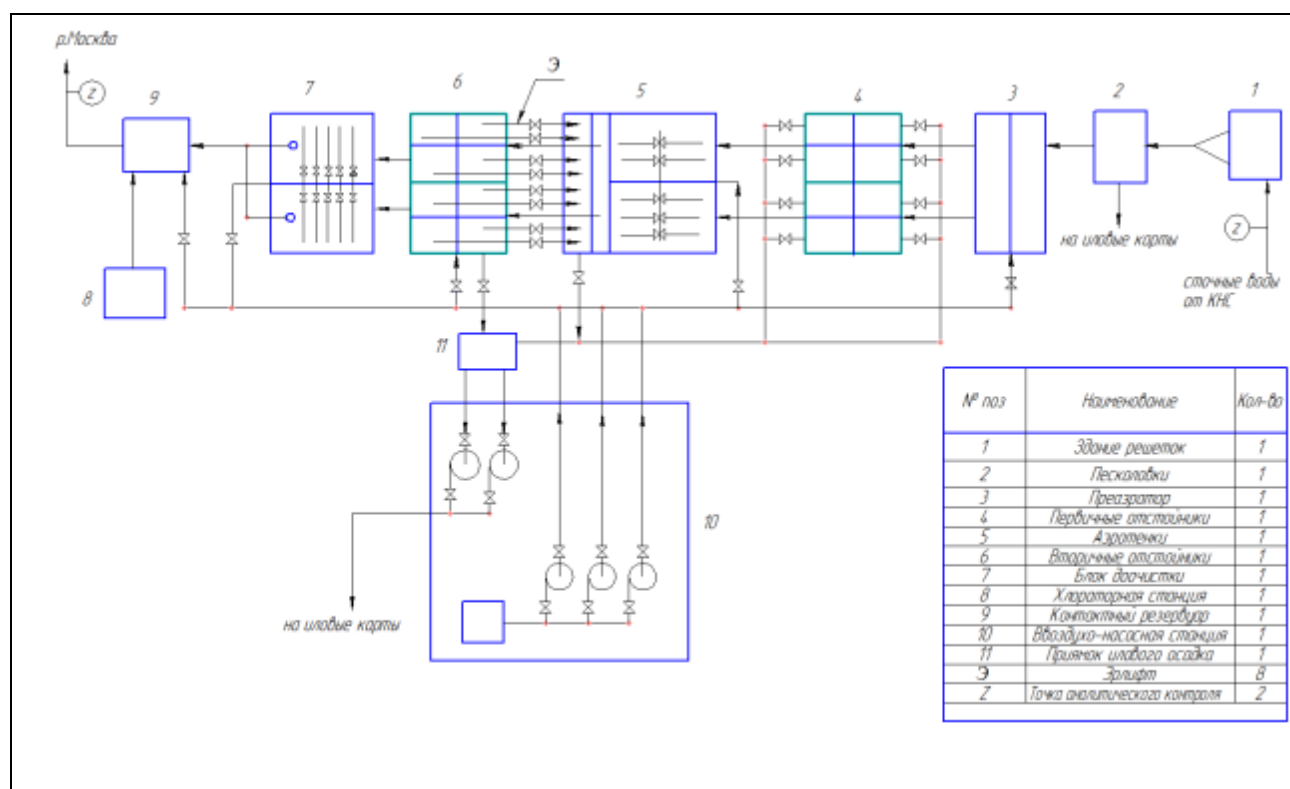 р.Москва
Z
9
7
6
Э
5
4
3
2
1
на иловые карты
Z
сточные воды
от КНС
8
11
10
на иловые карты
№ поз Наименование Кол-во
1 Здание решеток 1
2 Песколовки 1
3 Преаэратор 1
4 Первичные отстойники 1
5 Аэротенки 1
6 Вторичные отстойники 1
7 Блок доочистки 1
8 Хлораторная станция 1
9 Контактный резервуар 1
10 Ввоздухо-насосная станция 1
11 Приямок илового осадка 1
Э Эрлифт 8
Z Точка аналитического контроля 2